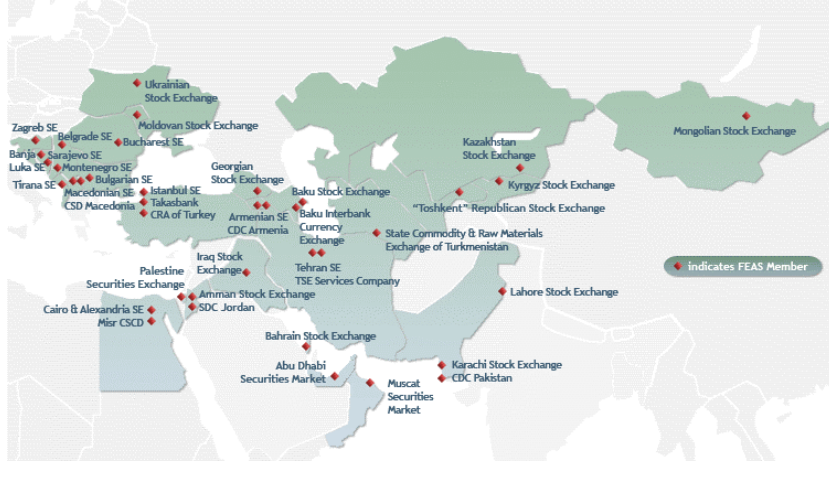 Ukrainian
Stock Exchange
Moldovan Stock Exchange
Zagreb SE
Belgrade SE
Bucharest SE
Banja
Luka SE
Sarajevo SE
Montenegro SE
Tirana SE
Bulgarian SE
Macedonian SE
CSD Macedonia
Istanbul SE
Takasbank
CRA of Turkey
Georgian
Stock Exchange
Armenian SE
CDC Armenia
Baku Stock Exchange
Baku Interbank
Currency
Exchange
Kazakhstan
Stock Exchange
Kyrgyz Stock Exchange
"Toshkent" Republican Stock Exchange
Mongolian Stock Exchange
State Commodity & Raw Materials
Exchange of Turkmenistan
Tehran SE
TSE Services Company
Iraq Stock
Exchange
Palestine
Securities Exchange
Amman Stock Exchange
SDC Jordan
Cairo & Alexandria SE
Misr CSCD
indicates FEAS Member
Lahore Stock Exchange
Bahrain Stock Exchange
Abu Dhabi
Securities Market
Muscat
Securities
Market
Karachi Stock Exchange
CDC Pakistan